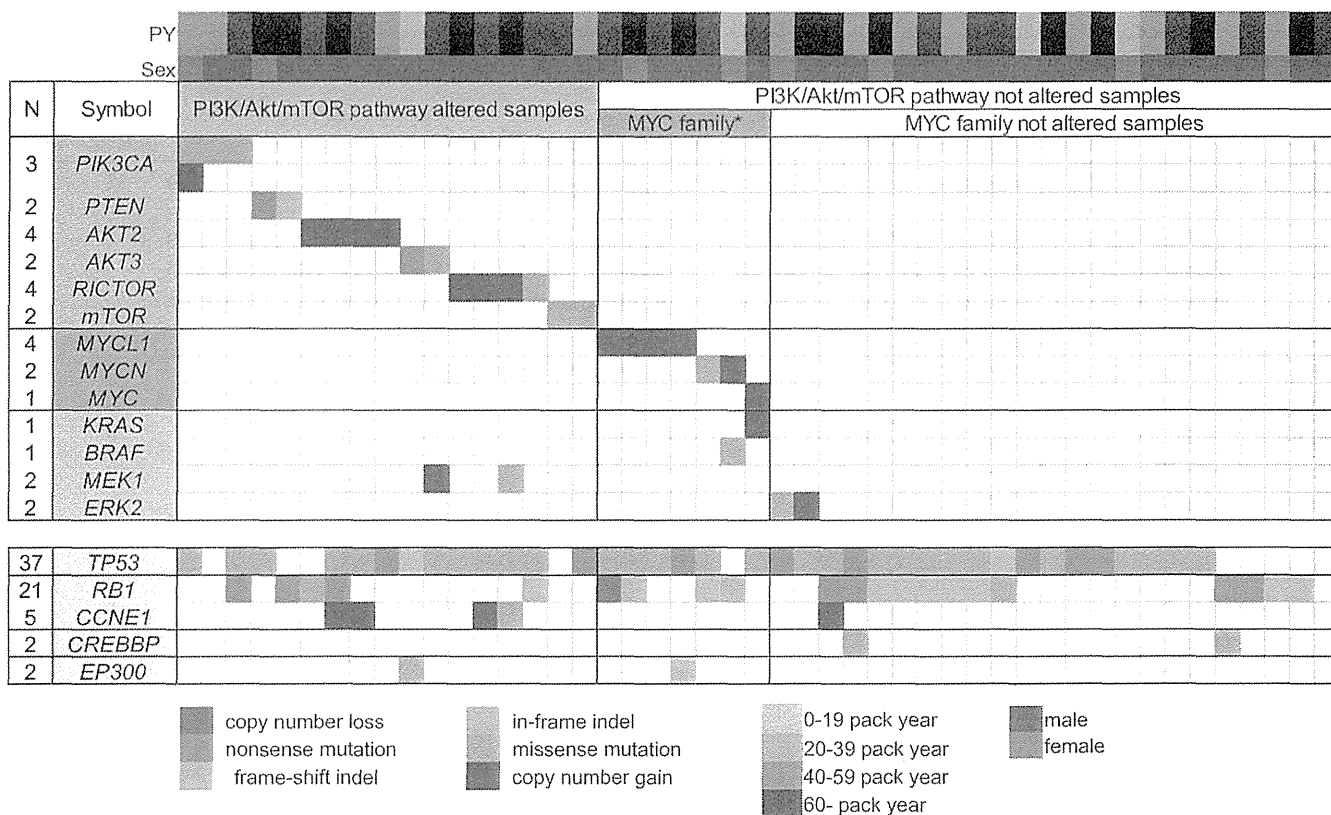 PY
Sex
N Symbol PI3K/Akt/mTOR pathway altered samples PI3K/Akt/mTOR pathway not altered samples
MYC family* MYC family not altered samples
3 PIK3CA
2 PTEN
4 AKT2
2 AKT3
4 RICTOR
2 mTOR
4 MYCL1
2 MYCN
1 MYC
1 KRAS
1 BRAF
2 MEK1
2 ERK2
37 TP53
21 RB1
5 CCNE1
2 CREBBP
2 EP300
copy number loss
nonsense mutation
frame-shift indel
in-frame indel
missense mutation
copy number gain
0-19 pack year
20-39 pack year
40-59 pack year
60- pack year
male
female